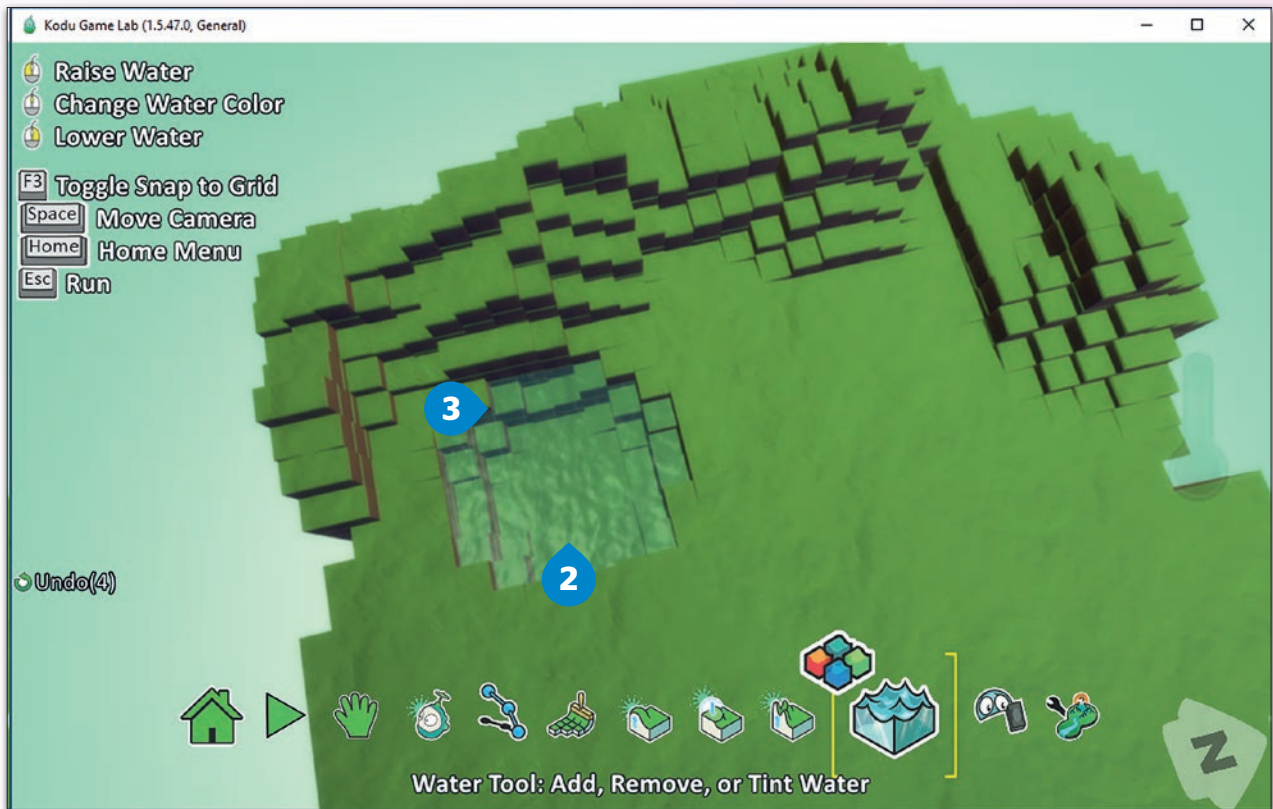 Kodu Game Lab (1.5.47.0, General)
Raise Water
Change Water Color
Lower Water
F3 Toggle Snap to Grid
Space Move Camera
Home Home Menu
Esc Run
3
2
Undo(4)
Z
Water Tool: Add, Remove, or Tint Water